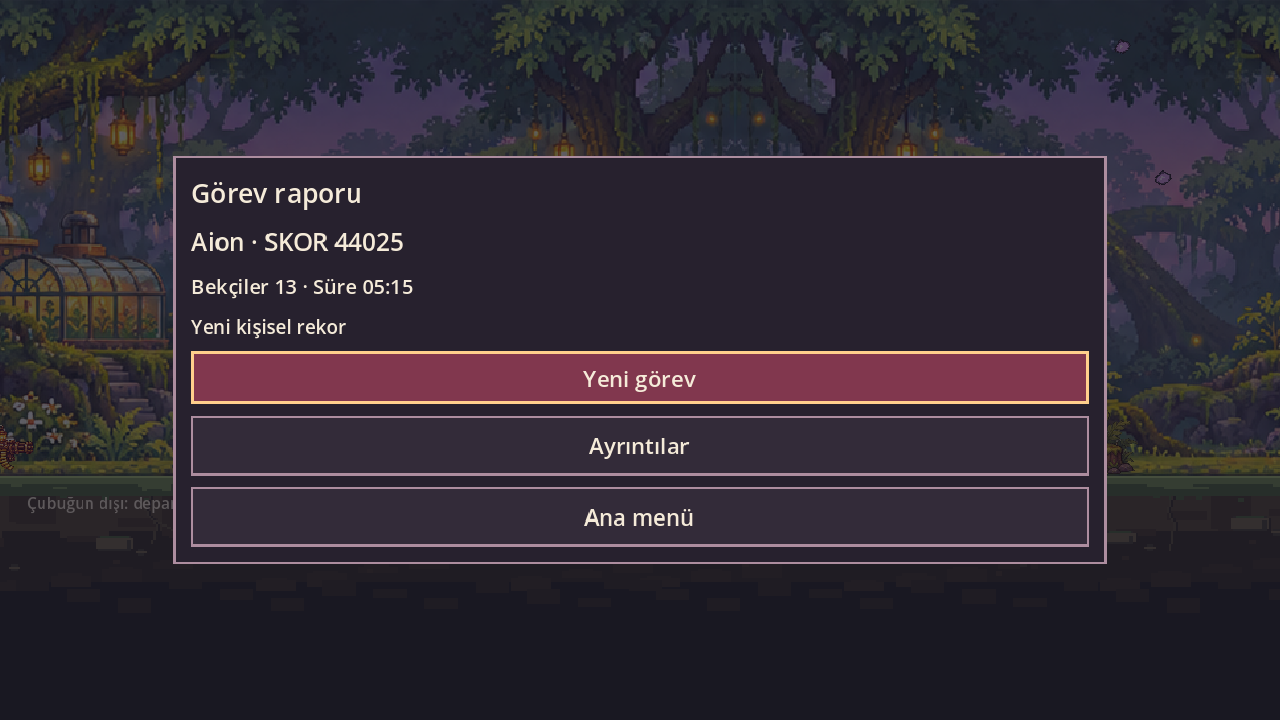 Görev raporu
Aion · SKOR 44025
Bekçiler 13 · Süre 05:15
Yeni kişisel rekor
Yeni görev
Ayrıntılar
Çubuğun dışı:
Ana menü